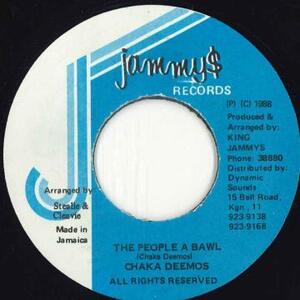 jammy$
RECORDS
(P) (C) 1988
Produced &
Arranged by:
KING
JAMMYS
Phone: 38880
Distributed by:
Dynamic
Sounds
15 Bell Road,
Kgn., 11
923-9138
923-9168
Arranged by
Steelie &
Cleavie
Made in
Jamaica
THE PEOPLE A BAWL
(Chaka Deemos)
CHAKA DEEMOS
ALL RIGHTS RESERVED